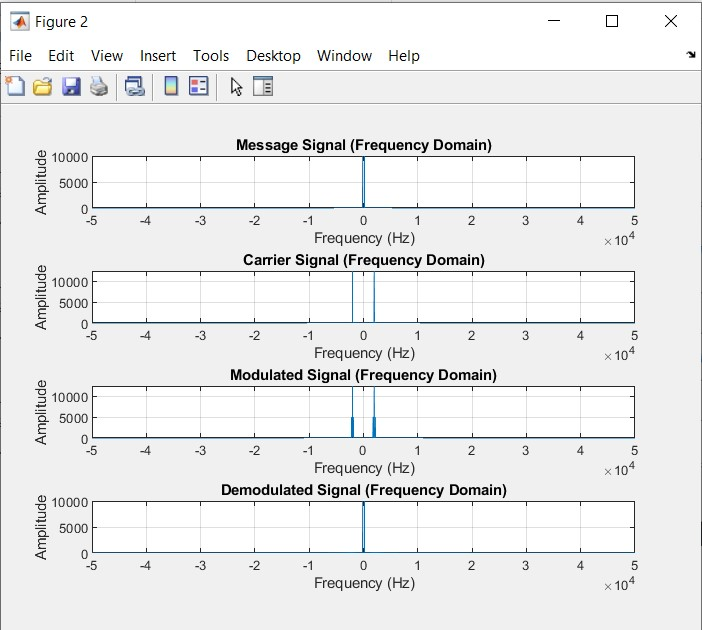 Figure 2
File Edit View Insert Tools Desktop Window Help
Message Signal (Frequency Domain)
Amplitude
10000
5000
0
-5 -4 -3 -2 -1 0 1 2 3 4 5
Frequency (Hz)
×10^4
Carrier Signal (Frequency Domain)
Amplitude
10000
5000
0
-5 -4 -3 -2 -1 0 1 2 3 4 5
Frequency (Hz)
×10^4
Modulated Signal (Frequency Domain)
Amplitude
10000
5000
0
-5 -4 -3 -2 -1 0 1 2 3 4 5
Frequency (Hz)
×10^4
Demodulated Signal (Frequency Domain)
Amplitude
10000
5000
0
-5 -4 -3 -2 -1 0 1 2 3 4 5
Frequency (Hz)
×10^4